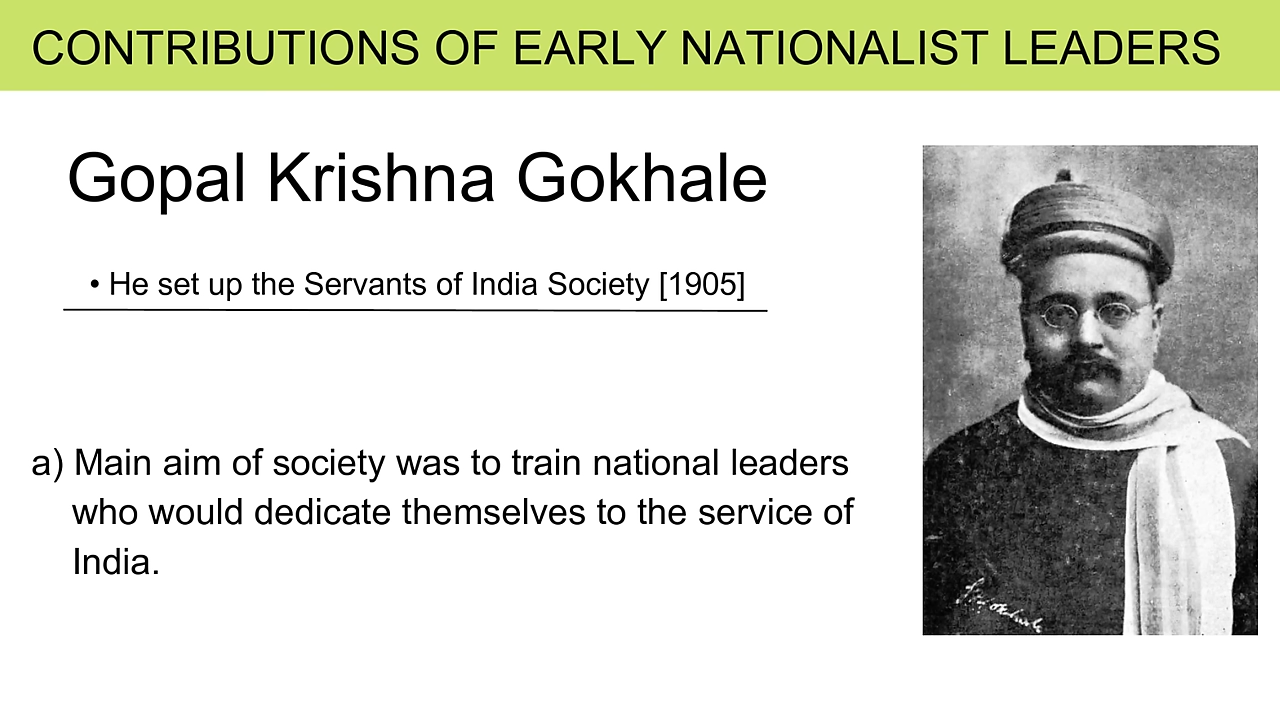 CONTRIBUTIONS OF EARLY NATIONALIST LEADERS
Gopal Krishna Gokhale
• He set up the Servants of India Society [1905]
a) Main aim of society was to train national leaders
who would dedicate themselves to the service of
India.